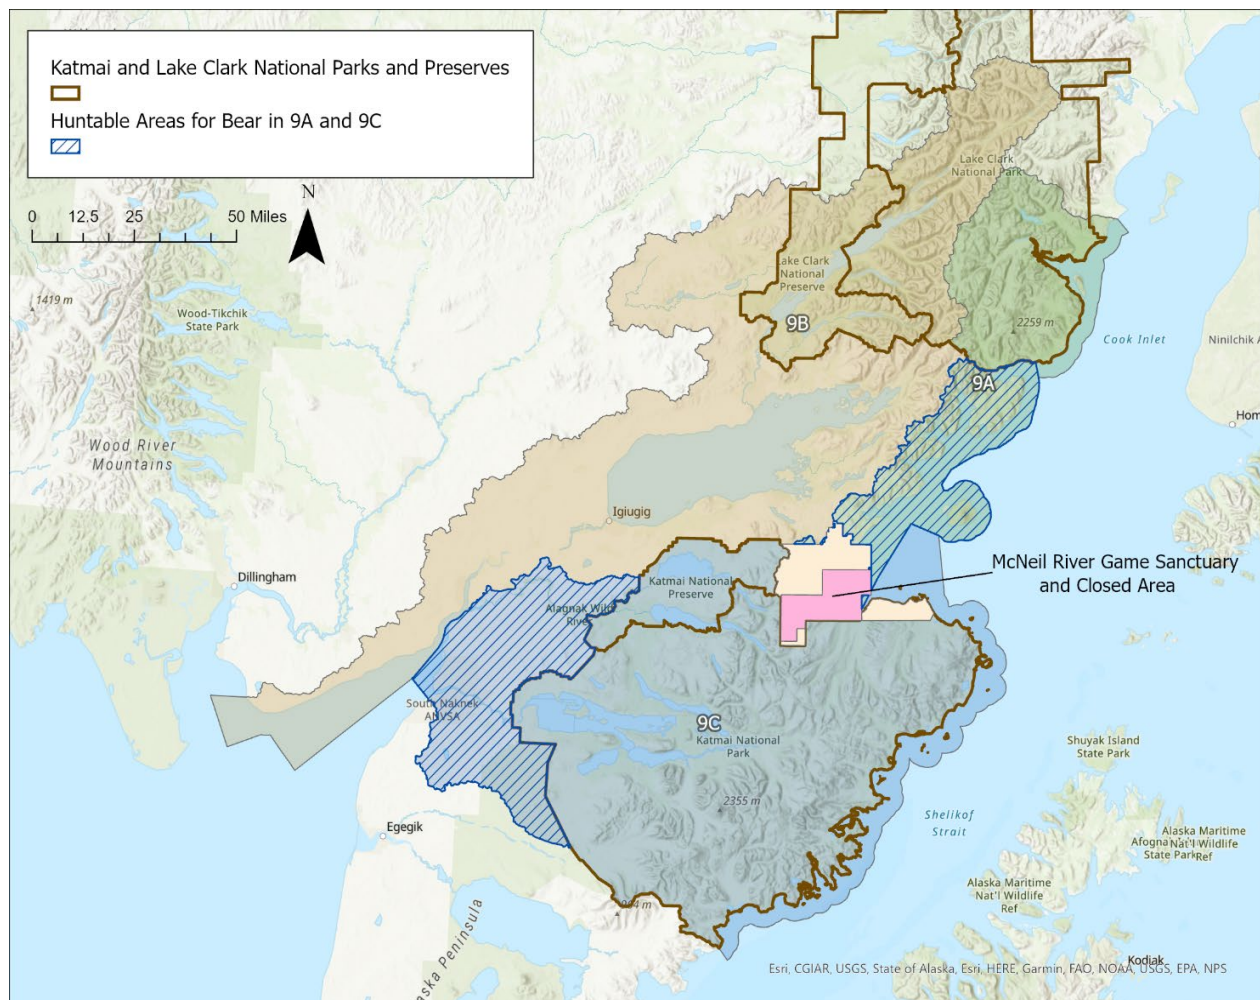 Katmai and Lake Clark National Parks and Preserves
Huntable Areas for Bear in 9A and 9C
N
0 12.5 25 50 Miles
1419 m
Wood-Tikchik
State Park
Lake Clark
National Park
Lake Clark
National
Preserve
9B
2259 m
Cook Inlet
Ninilchik
9A
Hom
Wood River
Mountains
Igiugig
Dillingham
McNeil River Game Sanctuary
and Closed Area
Katmai National
Preserve
Alagnak Wild
River
South Naknek
ANVSA
9C
Katmai National
Park
2355 m
Shuyak Island
State Park
Egegik
Shelikof
Strait
Alaska Maritime
Nat'l Wildlife
Ref
Afogna
State Park
Alaska Maritime
Nat'l Wildlife
Ref
aska Peninsula
Kodiak
Esri, CGIAR, USGS, State of Alaska, Esri, HERE, Garmin, FAO, NOAA, USGS, EPA, NPS